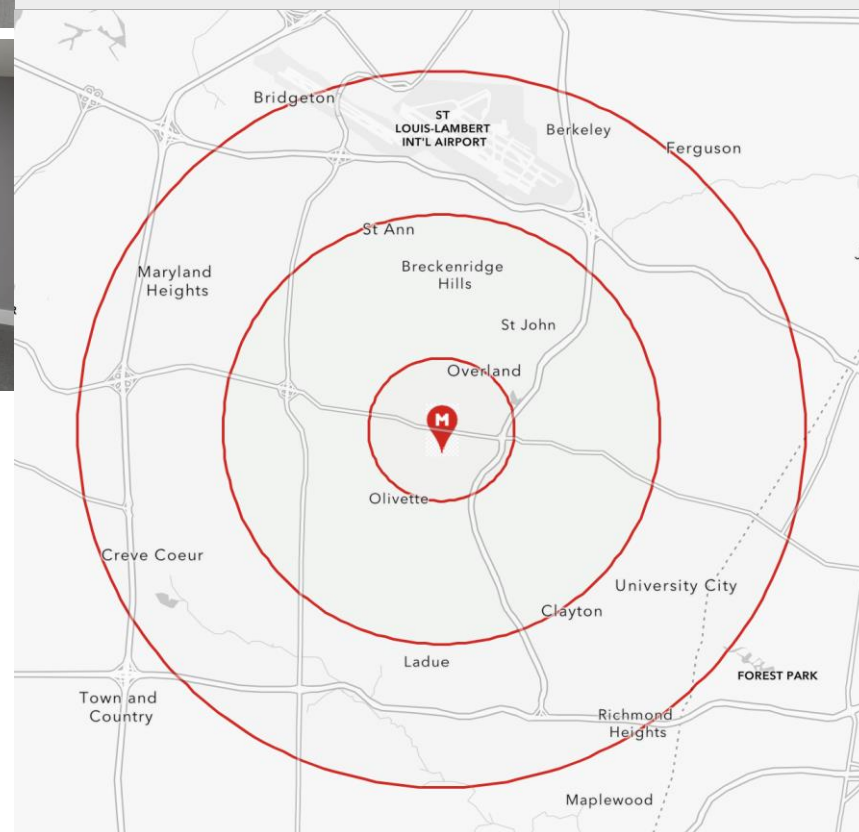 Bridgeton
ST
LOUIS-LAMBERT
INT'L AIRPORT
Berkeley
Ferguson
St Ann
Breckenridge
Hills
Maryland
Heights
St John
Overland
M
Olivette
Creve Coeur
University City
Clayton
Ladue
FOREST PARK
Town and
Country
Richmond
Heights
Maplewood